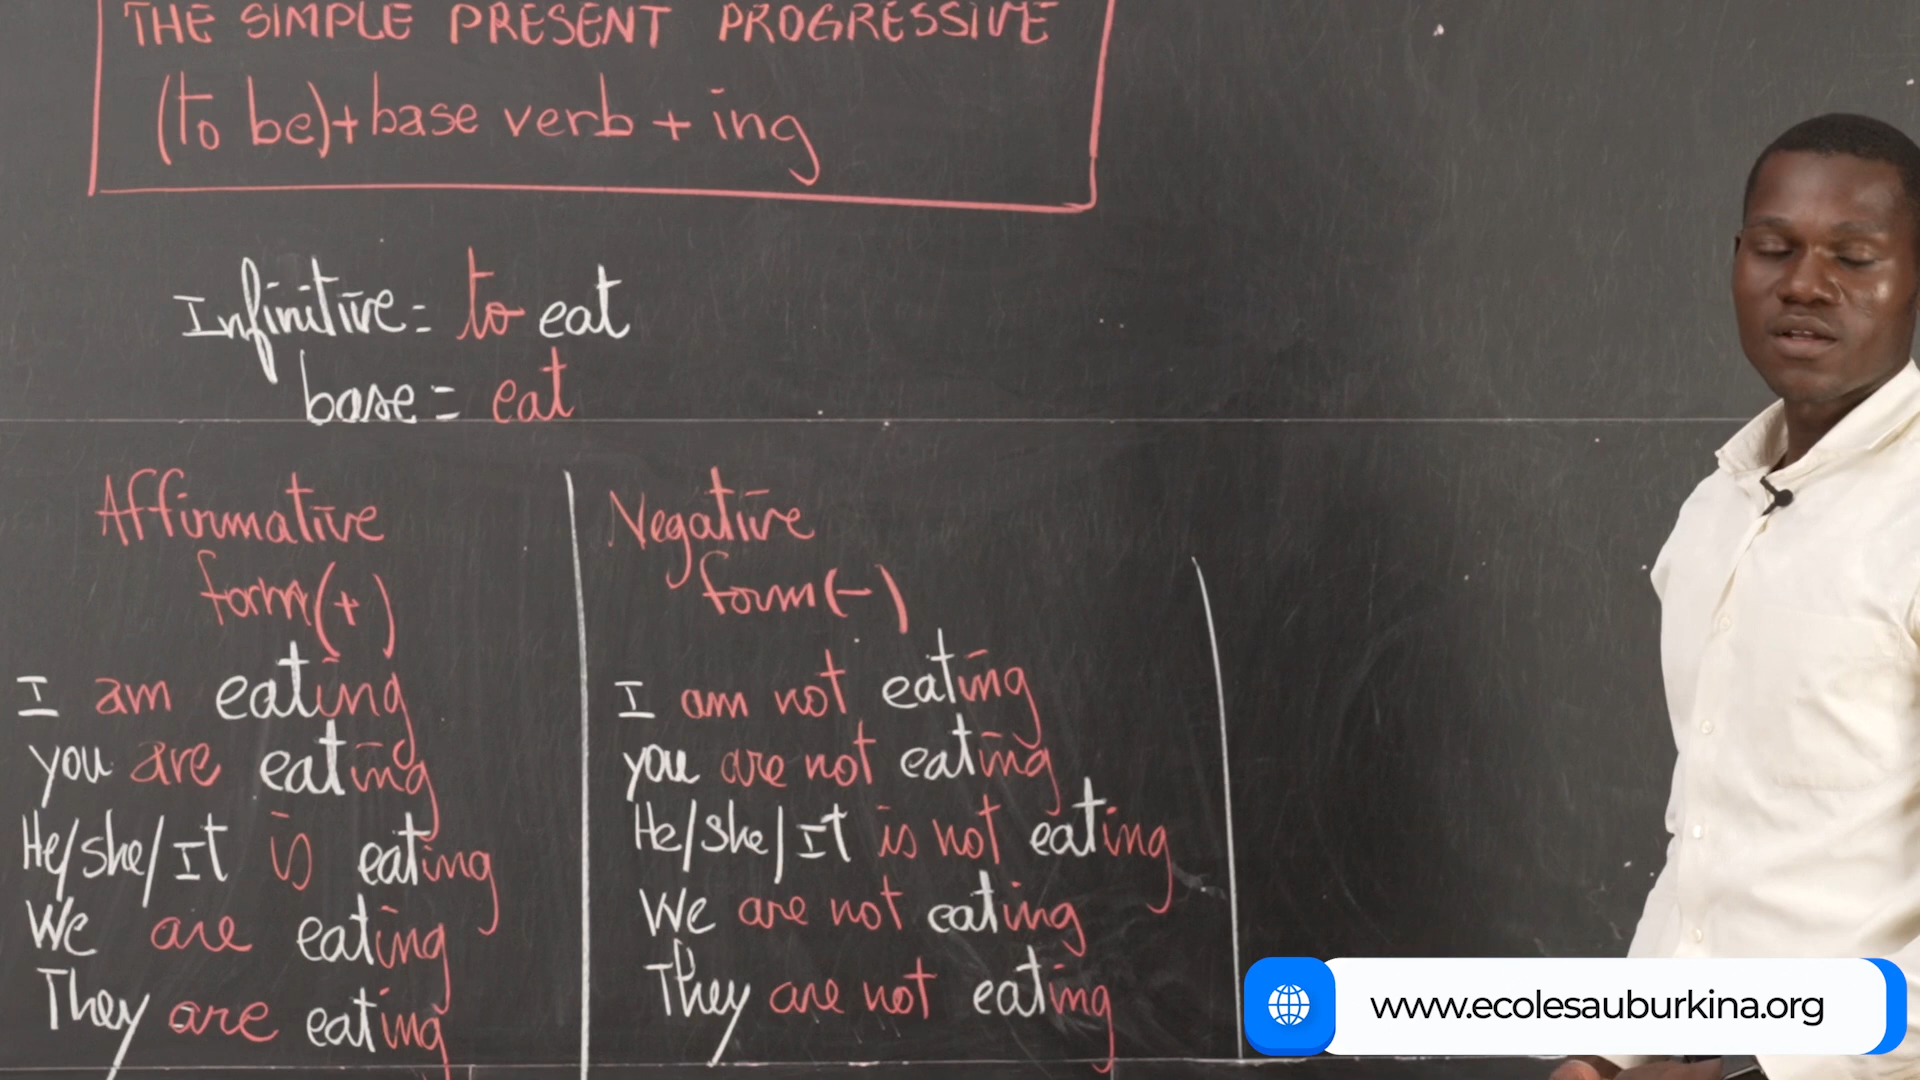 THE SIMPLE PRESENT PROGRESSIVE
(to be)+base verb + ing
Infinitive = to eat
base = eat
Affirmative
form(+)
I am eating
you are eating
He/she/It is eating
We are eating
They are eating
Negative
form(-)
I am not eating
you are not eating
He/she/It is not eating
We are not eating
They are not eating
www.ecolesauburkina.org